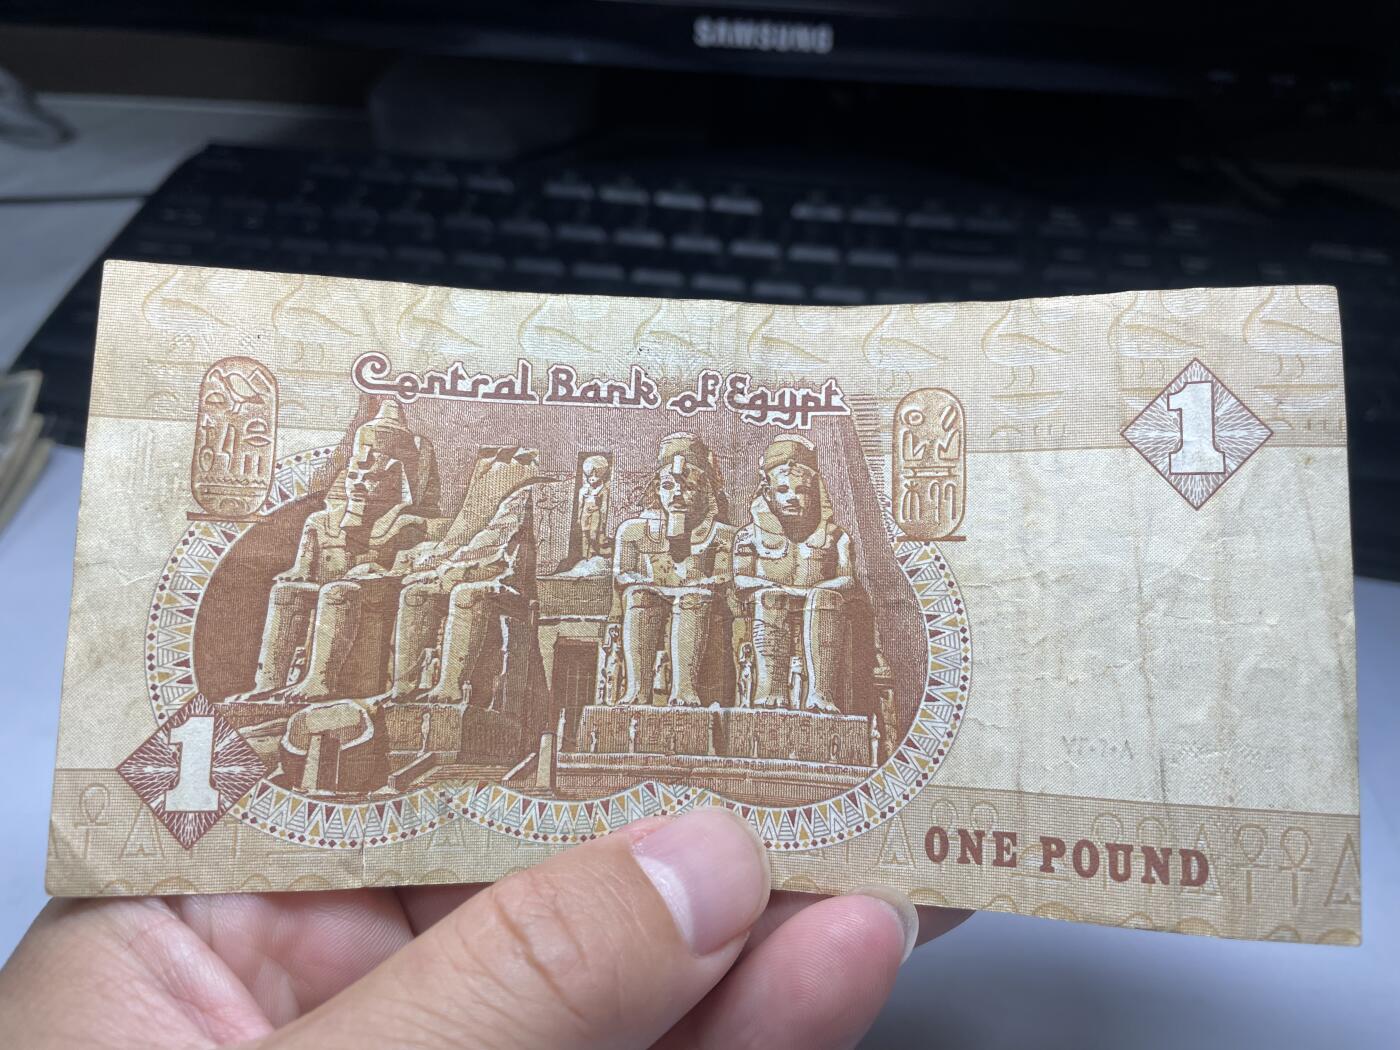 SAMSUNG
Central Bank of Egypt
1
1
ONE POUND